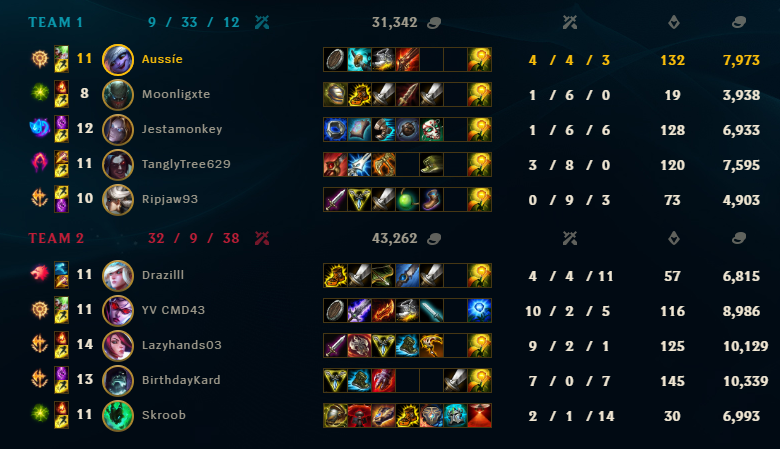 TEAM 1 9 / 33 / 12 31,342
11 Aussíe 4 / 4 / 3 132 7,973
8 Moonligxte 1 / 6 / 0 19 3,938
12 Jestamonkey 1 / 6 / 6 128 6,933
11 TanglyTree629 3 / 8 / 0 120 7,595
10 Ripjaw93 0 / 9 / 3 73 4,903
TEAM 2 32 / 9 / 38 43,262
11 Drazilll 4 / 4 / 11 57 6,815
11 YV CMD43 10 / 2 / 5 116 8,986
14 Lazyhands03 9 / 2 / 1 125 10,129
13 BirthdayKard 7 / 0 / 7 145 10,339
11 Skroob 2 / 1 / 14 30 6,993